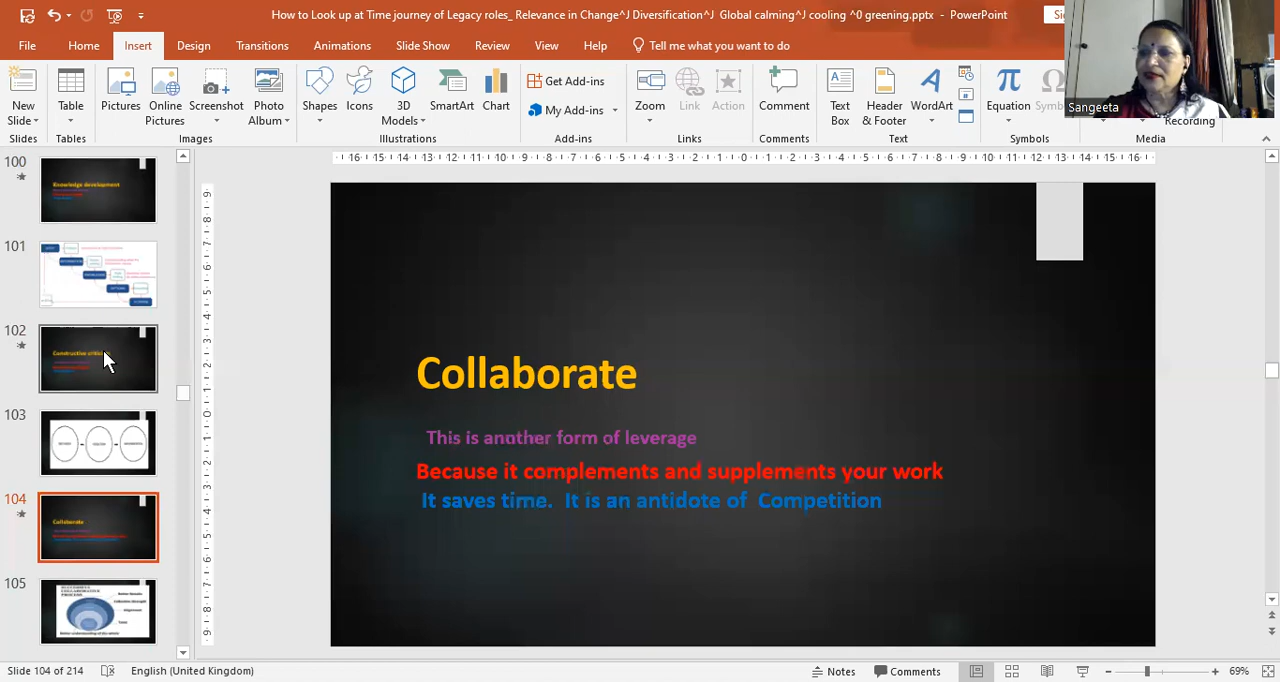 How to Look up at Time journey of Legacy roles_ Relevance in Change^J Diversification^J Global calming^J cooling ^0 greening.pptx - PowerPoint
File Home Insert Design Transitions Animations Slide Show Review View Help Tell me what you want to do
New Slide Table Pictures Online Pictures Screenshot Photo Album Shapes Icons 3D Models SmartArt Chart Get Add-ins My Add-ins Zoom Link Action Comment Text Box Header & Footer WordArt Equation Recording
Slides Tables Images Illustrations Add-ins Links Comments Text Symbols Media
Sangeeta
100
Knowledge development
101
102
Constructive
103
104
Collaborate
105
Collaborate
This is another form of leverage
Because it complements and supplements your work
It saves time. It is an antidote of Competition
Slide 104 of 214 English (United Kingdom) Notes Comments 69%